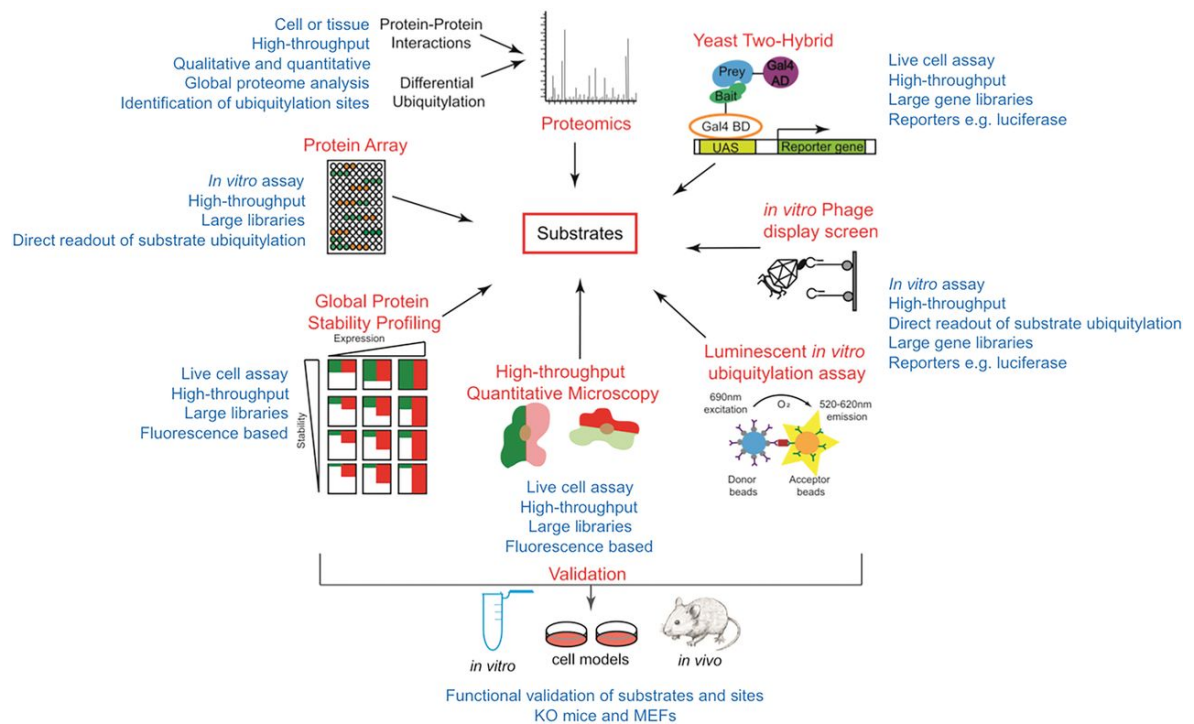 Cell or tissue
High-throughput
Qualitative and quantitative
Global proteome analysis
Identification of ubiquitylation sites
Protein-Protein
Interactions
Differential
Ubiquitylation
Proteomics
Yeast Two-Hybrid
Prey
Gal4
AD
Bait
Gal4 BD
UAS
Reporter gene
Live cell assay
High-throughput
Large gene libraries
Reporters e.g. luciferase
Protein Array
In vitro assay
High-throughput
Large libraries
Direct readout of substrate ubiquitylation
Substrates
in vitro Phage
display screen
In vitro assay
High-throughput
Direct readout of substrate ubiquitylation
Large gene libraries
Reporters e.g. luciferase
Global Protein
Stability Profiling
Expression
Stability
Live cell assay
High-throughput
Large libraries
Fluorescence based
High-throughput
Quantitative Microscopy
Live cell assay
High-throughput
Large libraries
Fluorescence based
Luminescent in vitro
ubiquitylation assay
690nm
excitation
O₂
520-620nm
emission
Donor
beads
Acceptor
beads
Validation
in vitro
cell models
in vivo
Functional validation of substrates and sites
KO mice and MEFs